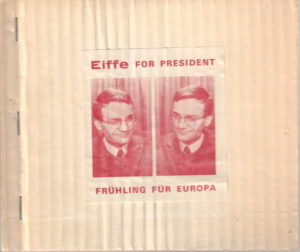 Eiffe FOR PRESIDENT
FRÜHLING FÜR EUROPA